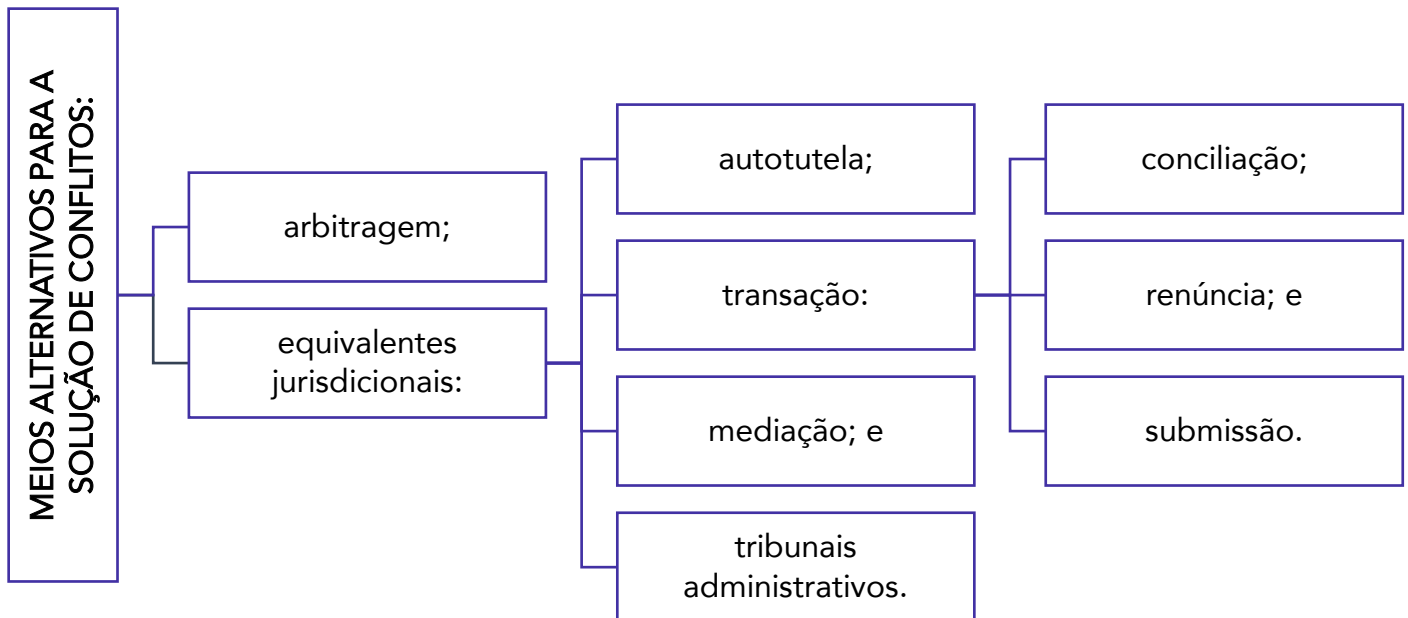 MEIOS ALTERNATIVOS PARA A
SOLUÇÃO DE CONFLITOS:
arbitragem;
equivalentes
jurisdicionais:
autotutela;
transação:
mediação; e
tribunais
administrativos.
conciliação;
renúncia; e
submissão.